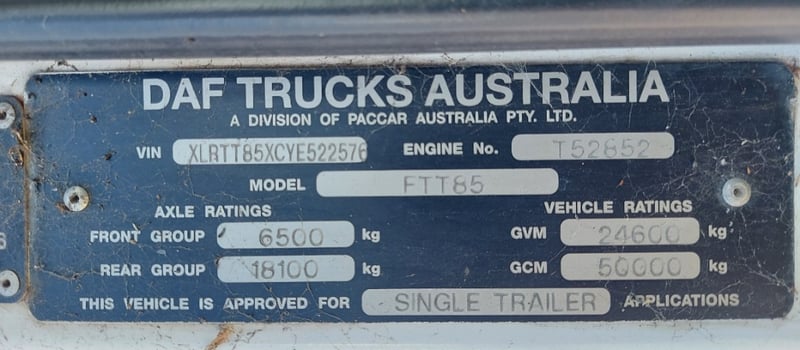 DAF TRUCKS AUSTRALIA
A DIVISION OF PACCAR AUSTRALIA PTY. LTD.
VIN XLRTT85XCYE522576 ENGINE No. T52852
MODEL FTT85
AXLE RATINGS VEHICLE RATINGS
FRONT GROUP 6500 kg GVM 24600 kg
REAR GROUP 18100 kg GCM 50000 kg
THIS VEHICLE IS APPROVED FOR SINGLE TRAILER APPLICATIONS